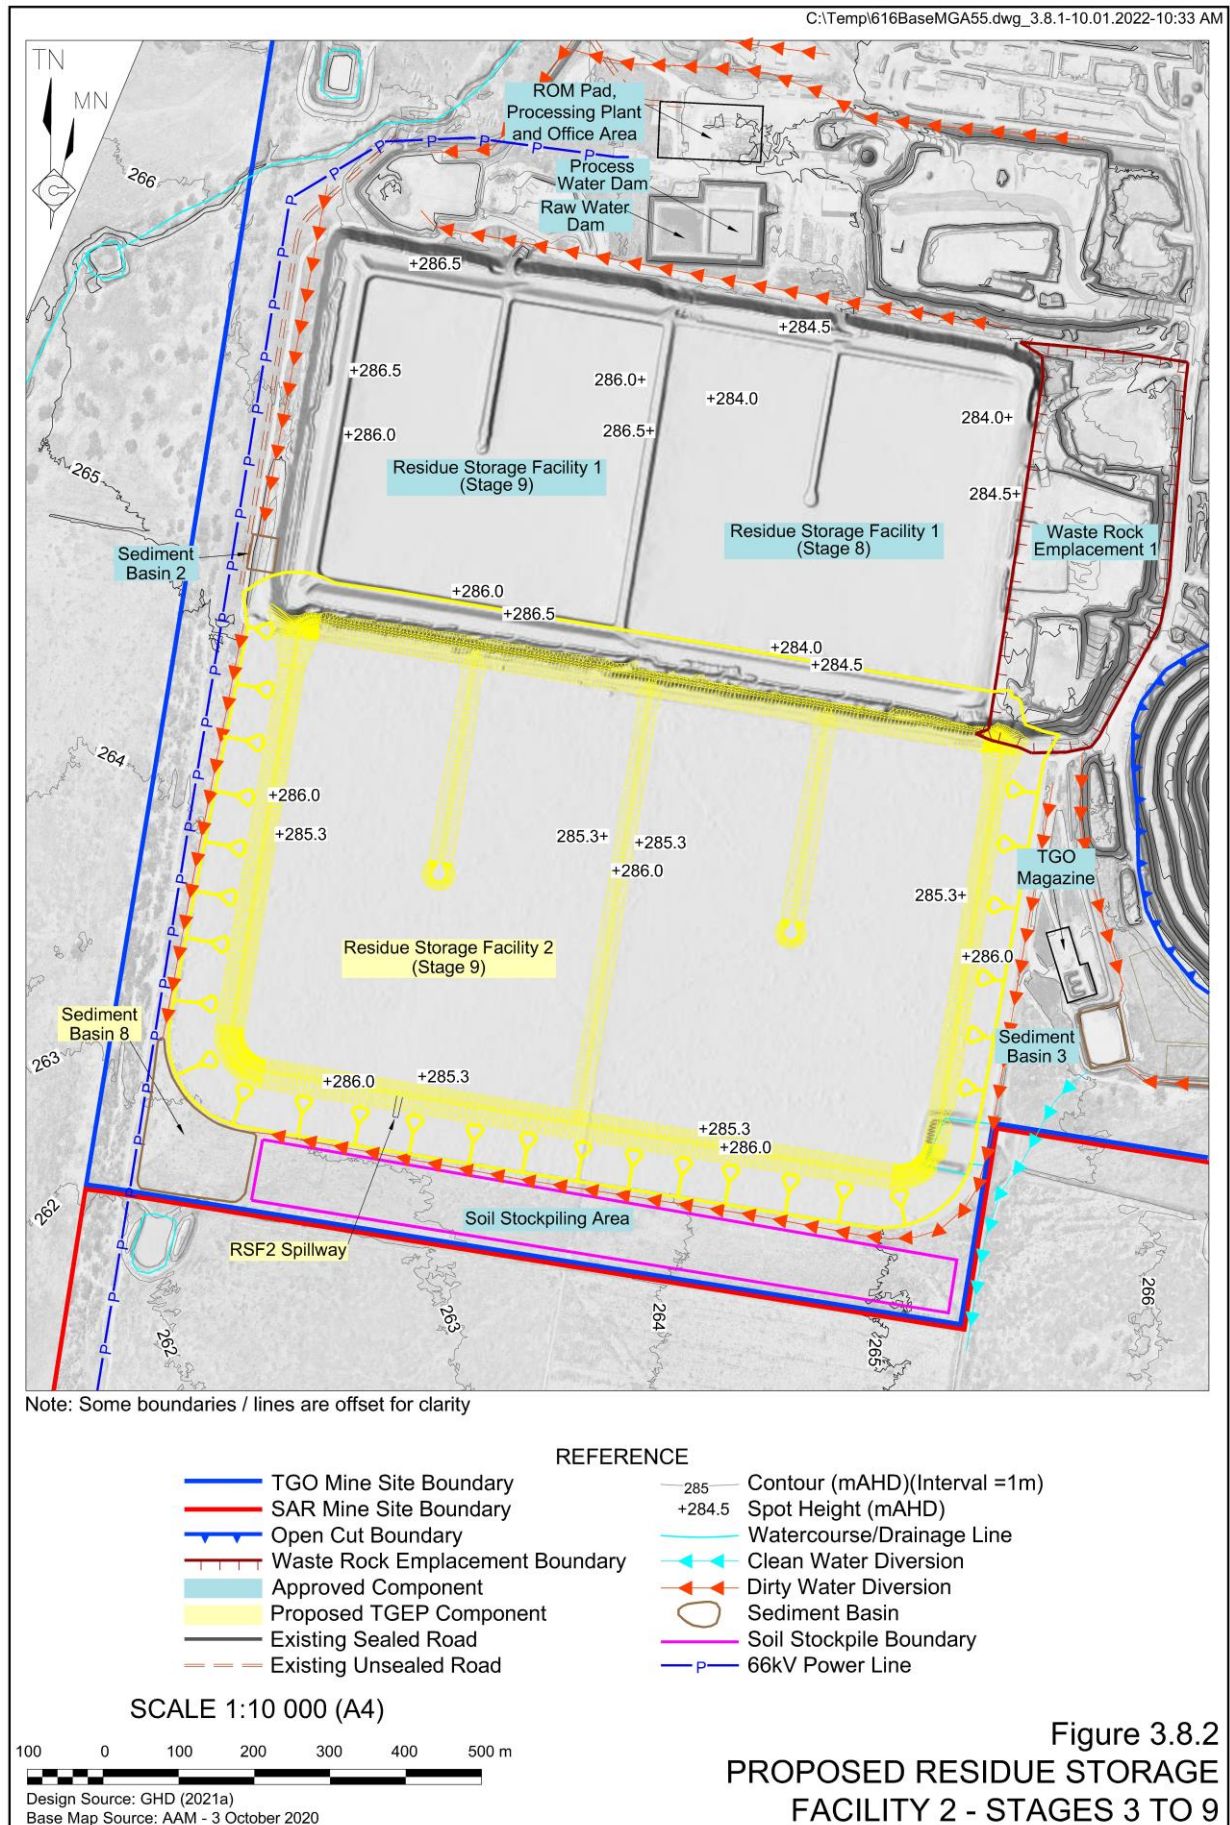 C:\Temp\616BaseMGA55.dwg_3.8.1-10.01.2022-10:33 AM
TN
MN
ROM Pad,
Processing Plant
and Office Area
Process
Water Dam
Raw Water
Dam
266
+286.5
+284.5
+286.5
286.0+
+284.0
284.0+
+286.0
286.5+
Residue Storage Facility 1
(Stage 9)
265
284.5+
Residue Storage Facility 1
(Stage 8)
Waste Rock
Emplacement 1
Sediment
Basin 2
+286.0
+286.5
+284.0
+284.5
264
+286.0
+285.3
285.3+
+285.3
+286.0
TGO
Magazine
285.3+
Residue Storage Facility 2
(Stage 9)
+286.0
Sediment
Basin 8
Sediment
Basin 3
263
+286.0
+285.3
+285.3
+286.0
262
Soil Stockpiling Area
RSF2 Spillway
262
263
264
265
266
P P P P P P P P P P P P P P P P P P P P P P P
Note: Some boundaries / lines are offset for clarity
REFERENCE
TGO Mine Site Boundary
SAR Mine Site Boundary
Open Cut Boundary
Waste Rock Emplacement Boundary
Approved Component
Proposed TGEP Component
Existing Sealed Road
Existing Unsealed Road
285 Contour (mAHD)(Interval =1m)
+284.5 Spot Height (mAHD)
Watercourse/Drainage Line
Clean Water Diversion
Dirty Water Diversion
Sediment Basin
Soil Stockpile Boundary
P 66kV Power Line
SCALE 1:10 000 (A4)
100 0 100 200 300 400 500 m
Design Source: GHD (2021a)
Base Map Source: AAM - 3 October 2020
Figure 3.8.2
PROPOSED RESIDUE STORAGE
FACILITY 2 - STAGES 3 TO 9